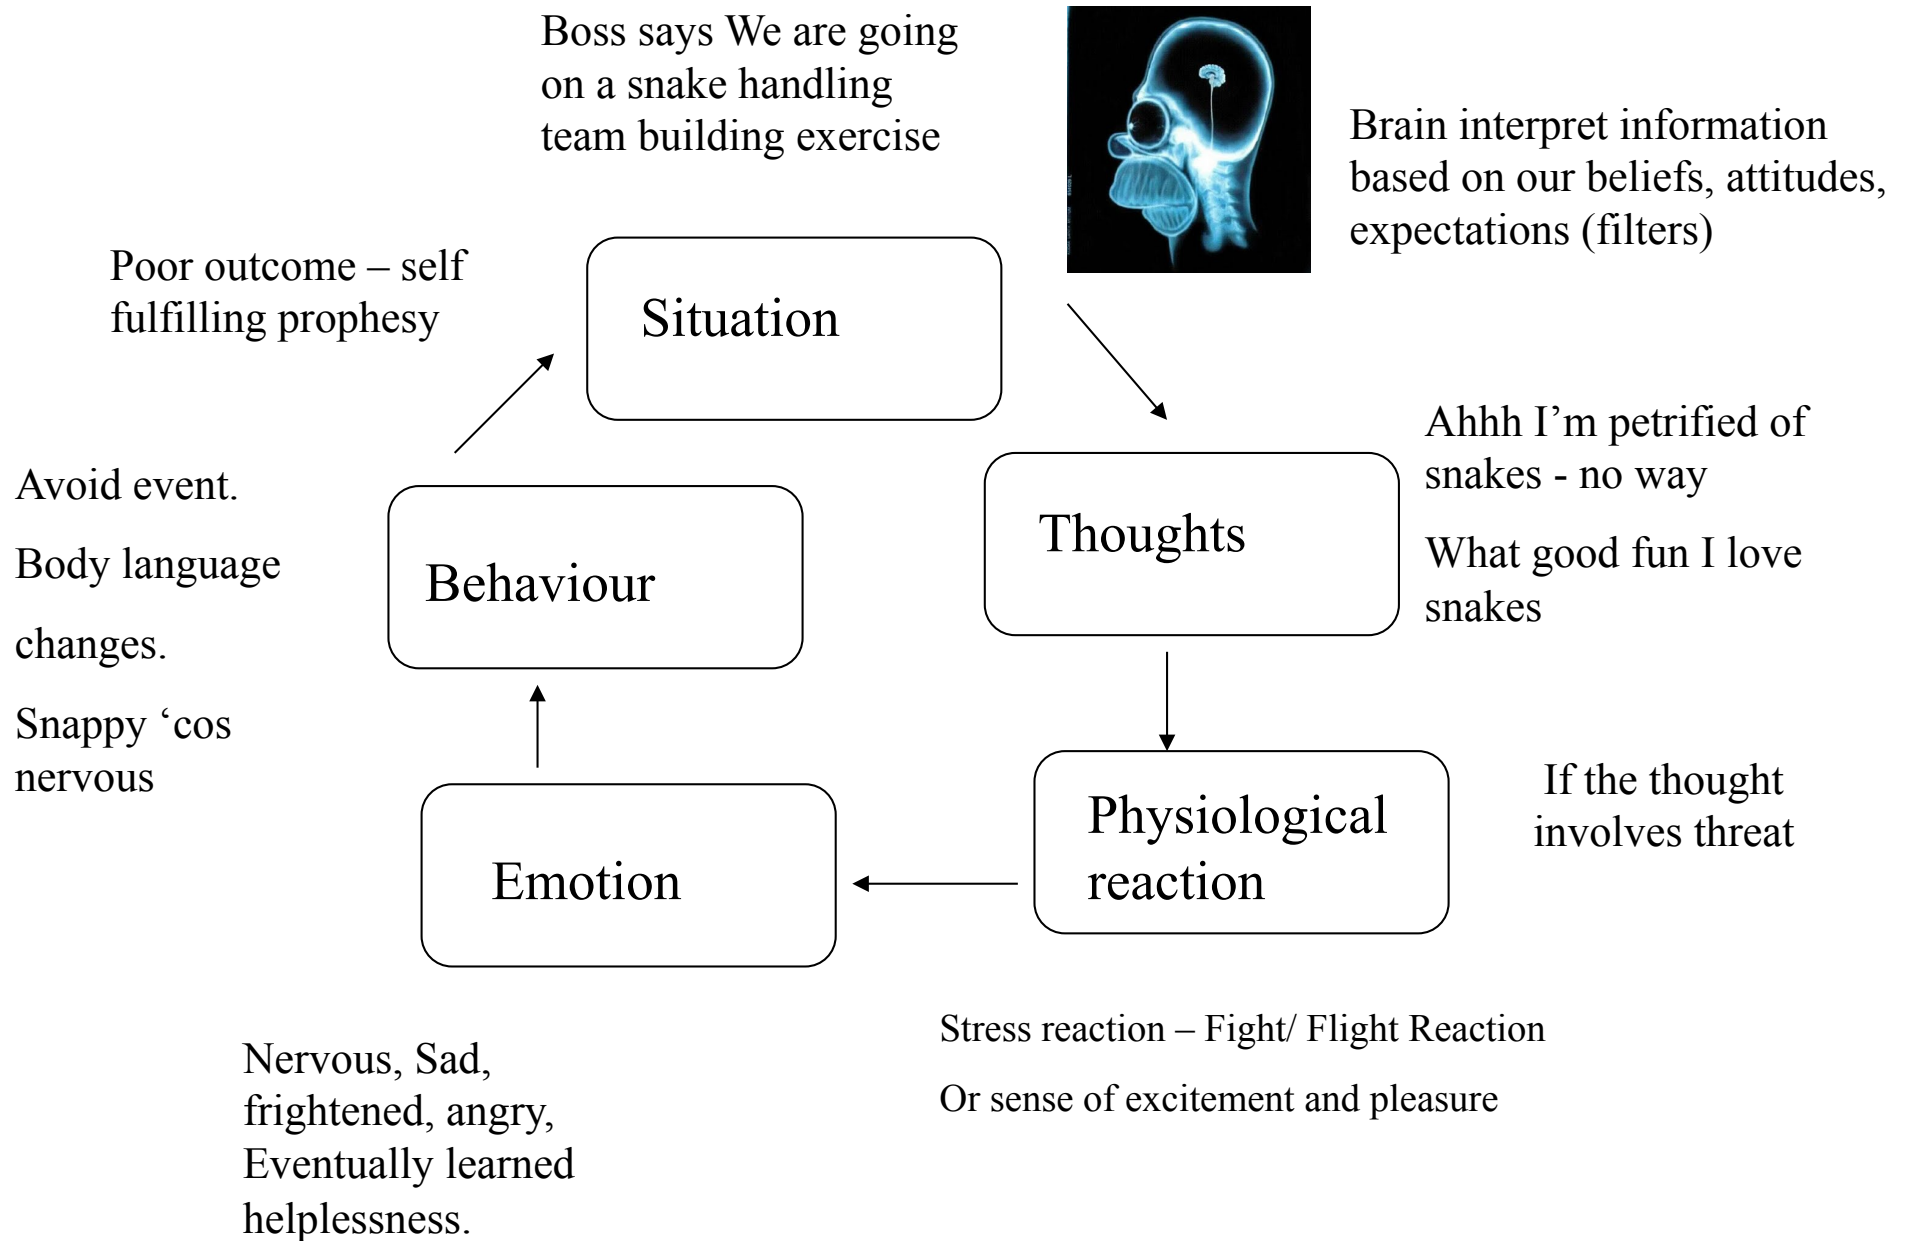 Boss says We are going
on a snake handling
team building exercise
Brain interpret information
based on our beliefs, attitudes,
expectations (filters)
Poor outcome – self
fulfilling prophesy
Situation
Ahhh I’m petrified of
snakes - no way
What good fun I love
snakes
Thoughts
Avoid event.
Body language
changes.
Snappy ‘cos
nervous
Behaviour
Physiological
reaction
If the thought
involves threat
Emotion
Stress reaction – Fight/ Flight Reaction
Or sense of excitement and pleasure
Nervous, Sad,
frightened, angry,
Eventually learned
helplessness.